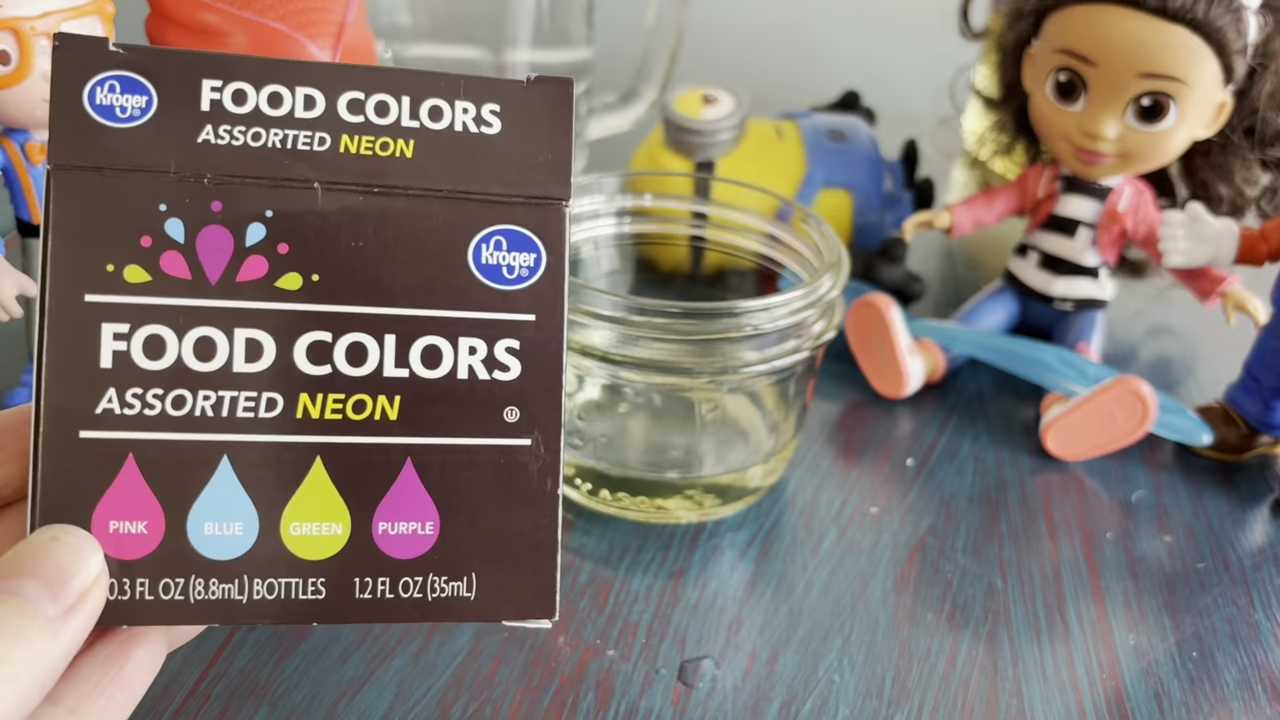 Kroger
FOOD COLORS
ASSORTED NEON
Kroger
FOOD COLORS
ASSORTED NEON
U
PINK BLUE GREEN PURPLE
0.3 FL OZ (8.8mL) BOTTLES 1.2 FL OZ (35mL)